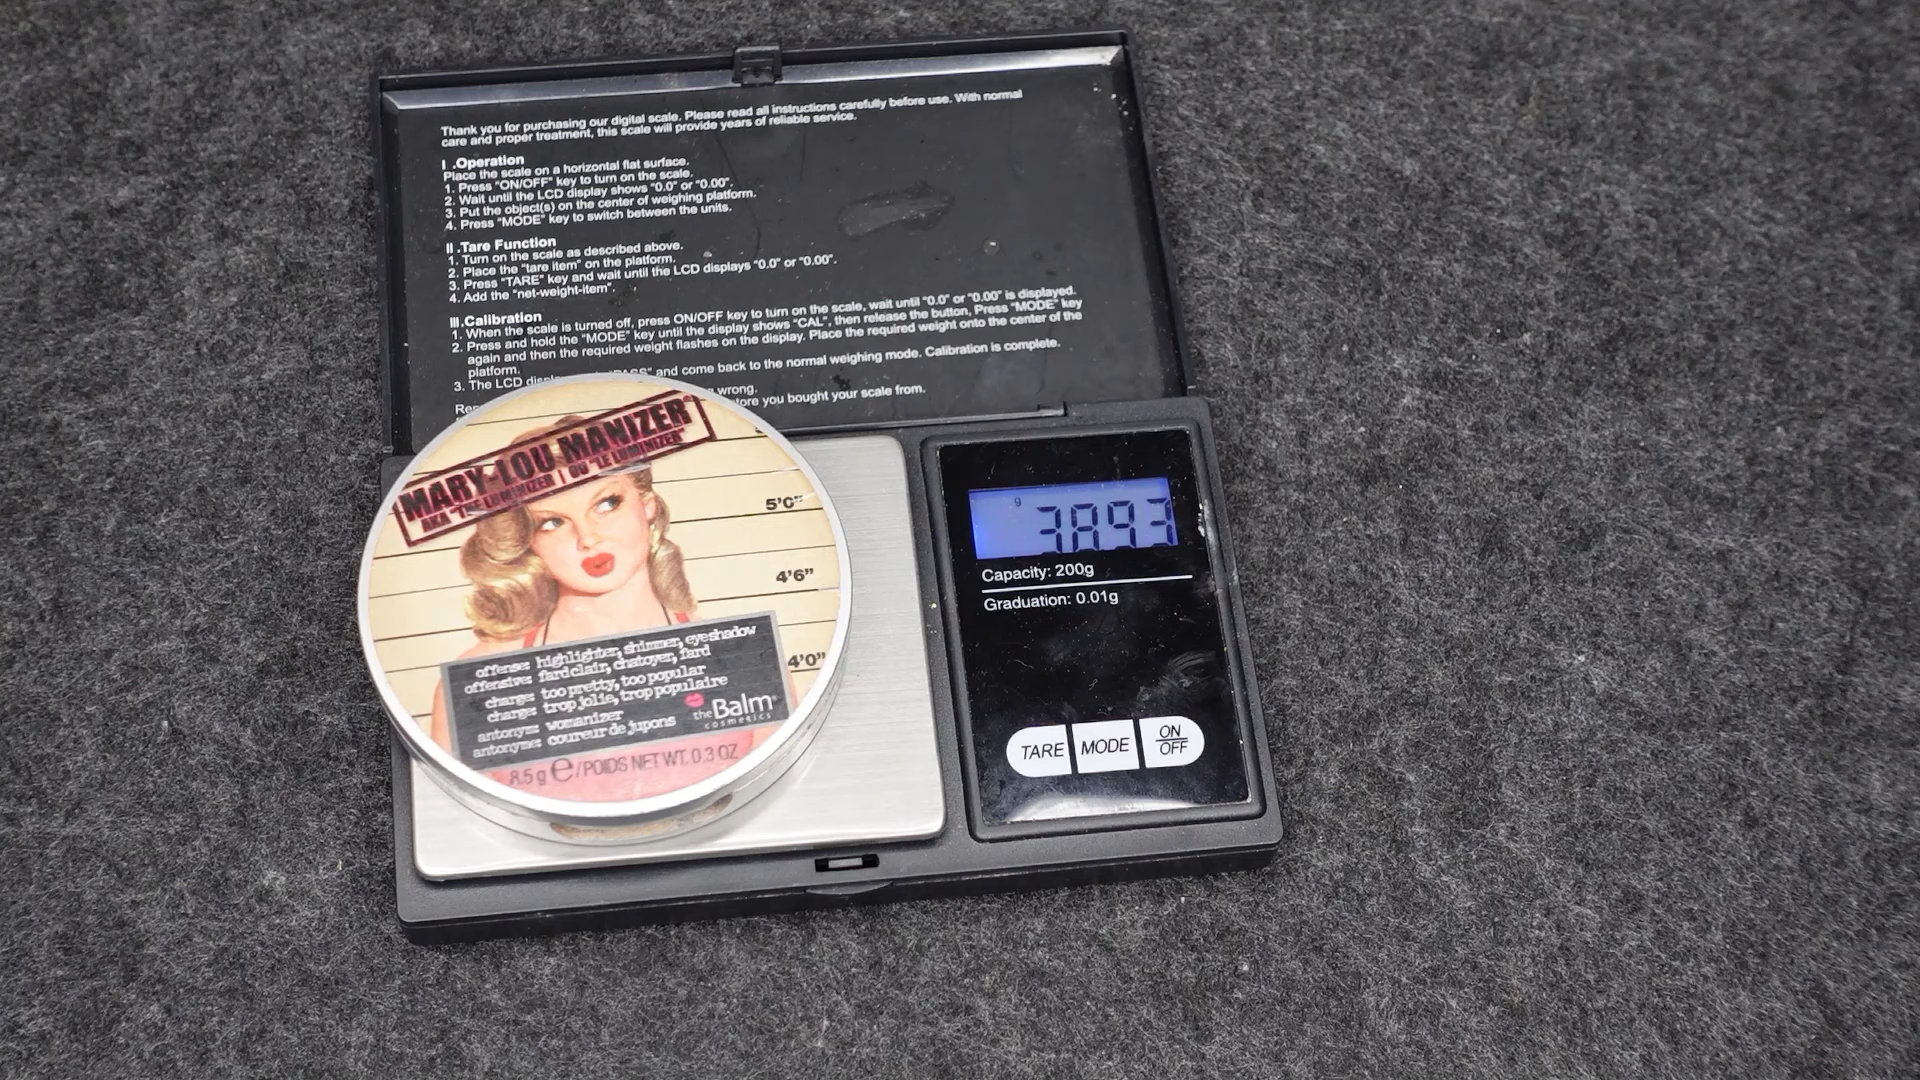 Thank you for purchasing our digital scale. Please read all instructions carefully before use. With normal
care and proper treatment, this scale will provide years of reliable service.
I .Operation
Place the scale on a horizontal flat surface.
1. Press "ON/OFF" key to turn on the scale.
2. Wait until the LCD display shows "0.0" or "0.00".
3. Put the object(s) on the center of weighing platform.
4. Press "MODE" key to switch between the units.
II .Tare Function
1. Turn on the scale as described above.
2. Place the "tare item" on the platform.
3. Press "TARE" key and wait until the LCD displays "0.0" or "0.00".
4. Add the "net-weight-item".
III.Calibration
1. When the scale is turned off, press ON/OFF key to turn on the scale, wait until "0.0" or "0.00" is displayed.
2. Press and hold the "MODE" key until the display shows "CAL", then release the button, Press "MODE" key
again and then the required weight flashes on the display. Place the required weight onto the center of the
platform.
3. The LCD "PASS" and come back to the normal weighing mode. Calibration is complete.
wrong.
you bought your scale from.
MARY-LOU MANIZER
AKA "THE LUMINIZER" | OU "LE LUMINIZER"
5'0"
4'6"
4'0"
offense: highlighter, shimmer, eyeshadow
offensive: fard clair, chatoyer, fard
charge: too pretty, too popular
charge: trop jolie, trop populaire
antonym: womanizer
antonyme: coureur de jupons
theBalm
cosmetics
8.5 g e / POIDS NET WT. 0.3 OZ
g
3893
Capacity: 200g
Graduation: 0.01g
TARE MODE ON/OFF